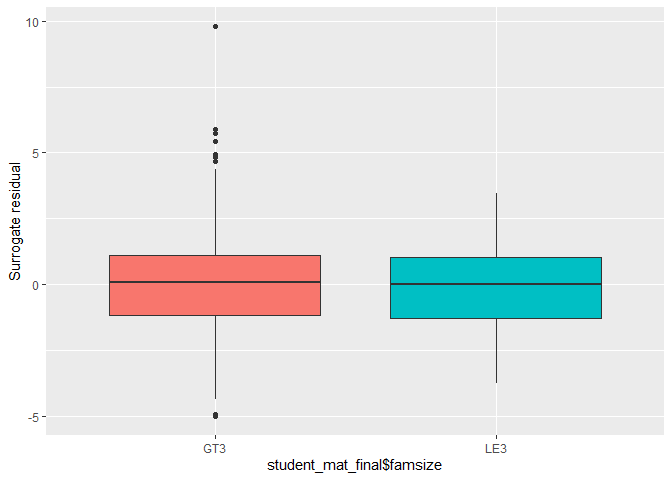 10
5
0
-5
Surrogate residual
GT3
LE3
student_mat_final$famsize